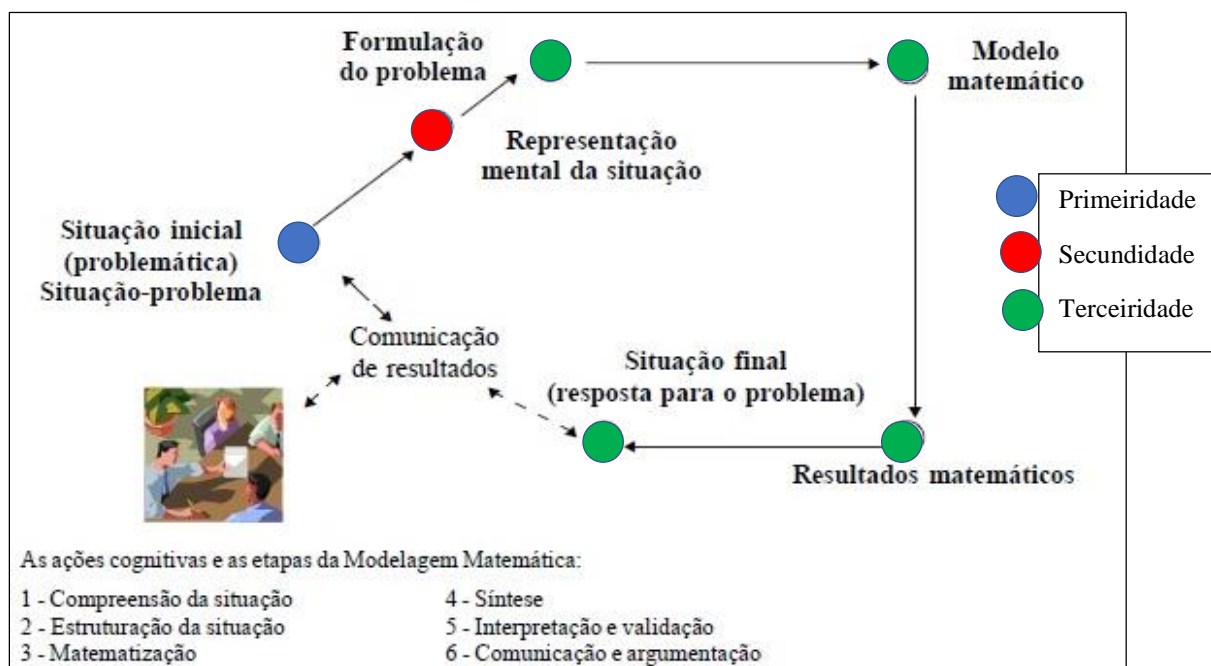 Formulação
do problema
Modelo
matemático
Representação
mental da situação
Situação inicial
(problemática)
Situação-problema
Primeiridade
Secundidade
Terceiridade
Comunicação
de resultados
Situação final
(resposta para o problema)
Resultados matemáticos
As ações cognitivas e as etapas da Modelagem Matemática:
1 - Compreensão da situação
2 - Estruturação da situação
3 - Matematização
4 - Síntese
5 - Interpretação e validação
6 - Comunicação e argumentação